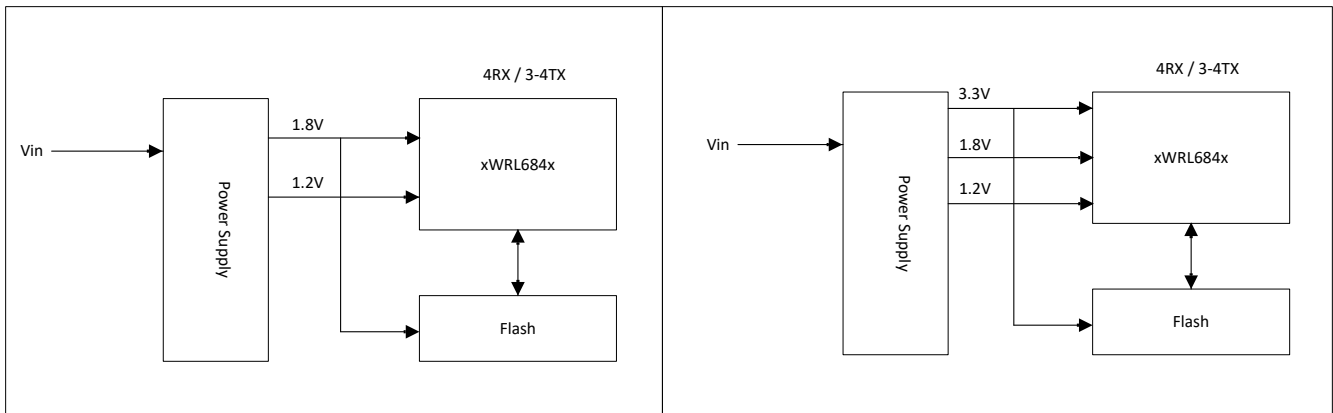 4RX / 3-4TX
1.8V
Vin
xWRL684x
1.2V
Power Supply
Flash
4RX / 3-4TX
3.3V
Vin
1.8V
xWRL684x
1.2V
Power Supply
Flash